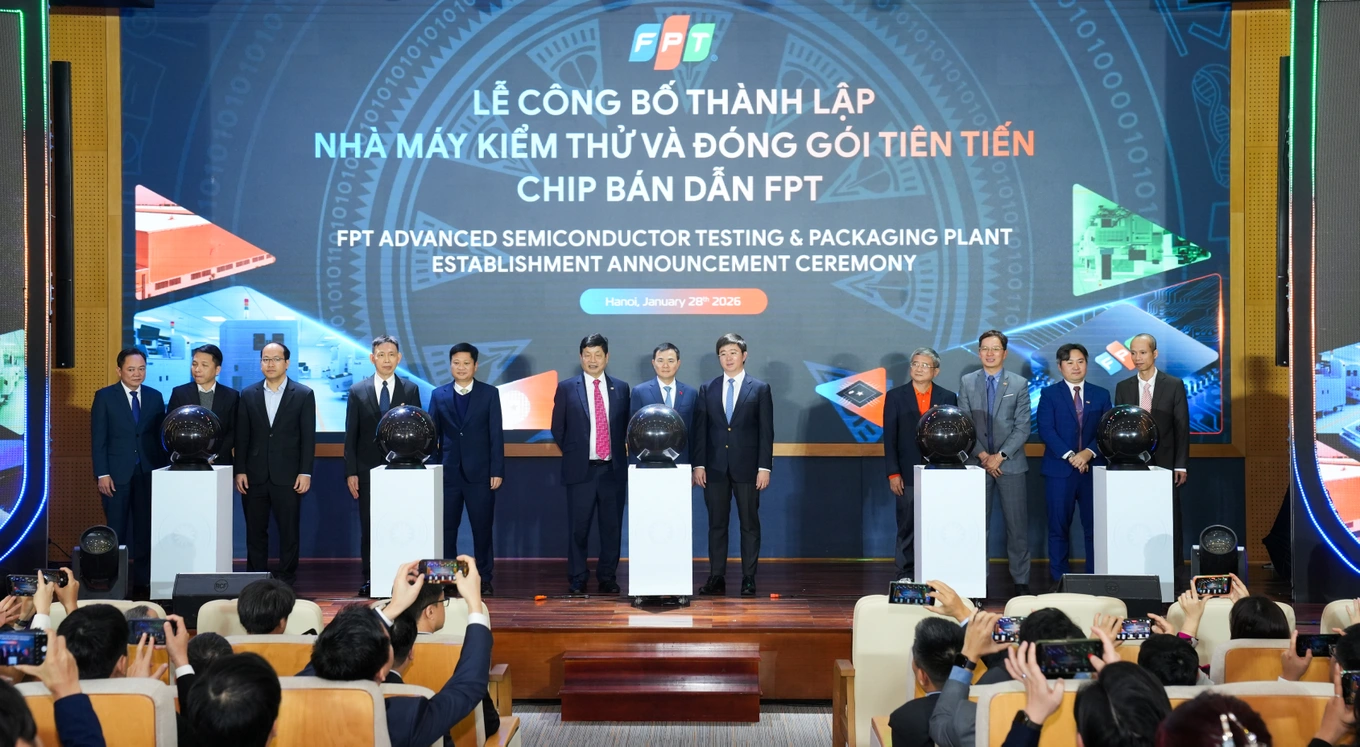 FPT
LỄ CÔNG BỐ THÀNH LẬP
NHÀ MÁY KIỂM THỬ VÀ ĐÓNG GÓI TIÊN TIẾN
CHIP BÁN DẪN FPT
FPT ADVANCED SEMICONDUCTOR TESTING & PACKAGING PLANT
ESTABLISHMENT ANNOUNCEMENT CEREMONY
Hanoi, January 28th 2026